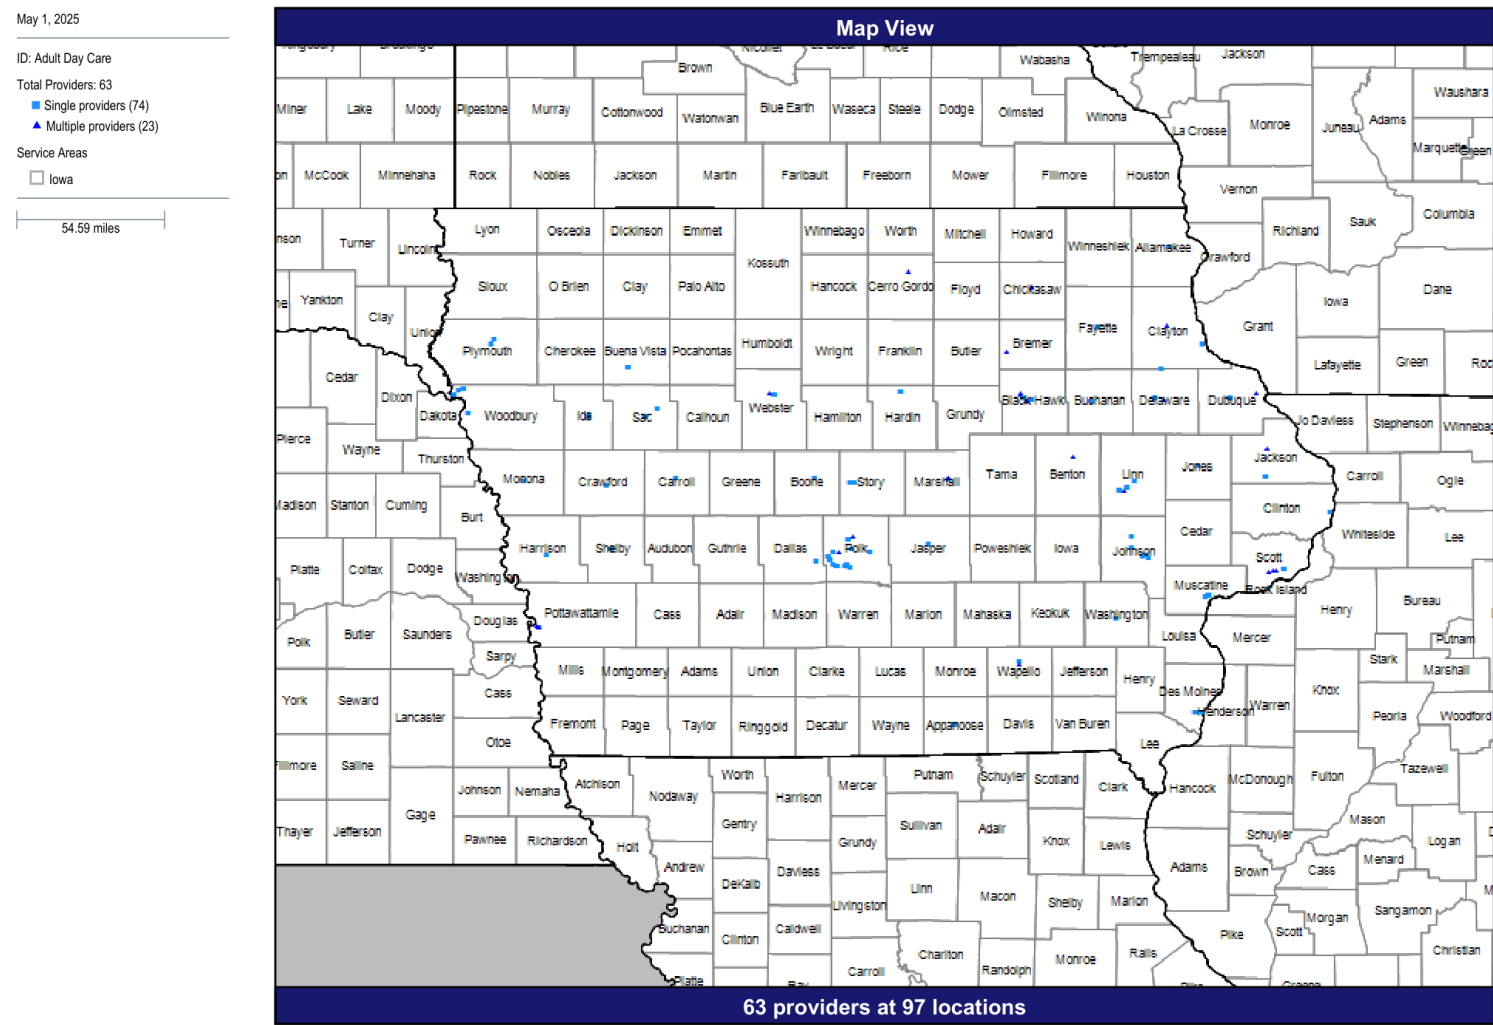 May 1, 2025
ID: Adult Day Care
Total Providers: 63
Single providers (74)
Multiple providers (23)
Service Areas
Iowa
54.59 miles
Map View
Brown Wabasha Trempealeau Jackson
Miner Lake Moody Pipestone Murray Cottonwood Watonwan Blue Earth Waseca Steele Dodge Olmsted Winona La Crosse Monroe Juneau Adams Waushara
Marquette Green
McCook Minnehaha Rock Nobles Jackson Martin Faribault Freeborn Mower Fillmore Houston Vernon
Turner Lincoln Lyon Osceola Dickinson Emmet Winnebago Worth Mitchell Howard Winneshiek Allamakee Crawford Richland Sauk Columbia
Kossuth
Yankton Clay Union Sioux O Brien Clay Palo Alto Hancock Cerro Gordo Floyd Chickasaw Fayette Clayton Grant Iowa Dane
Plymouth Cherokee Buena Vista Pocahontas Humboldt Wright Franklin Butler Bremer Lafayette Green
Cedar Dixon Dakota Woodbury Ida Sac Calhoun Webster Hamilton Hardin Grundy Black Hawk Buchanan Delaware Dubuque Jo Daviess Stephenson
Pierce Wayne Thurston
Monona Crawford Carroll Greene Boone Story Marshall Tama Benton Linn Jones Jackson Carroll Ogle
Madison Stanton Cuming Burt Clinton Whiteside Lee
Harrison Shelby Audubon Guthrie Dallas Polk Jasper Poweshiek Iowa Johnson Cedar Scott Rock Island
Platte Colfax Dodge Washington Muscatine Henry Bureau
Pottawattamie Cass Adair Madison Warren Marion Mahaska Keokuk Washington Louisa Mercer
Polk Butler Saunders Douglas Sarpy Stark Putnam Marshall
Mills Montgomery Adams Union Clarke Lucas Monroe Wapello Jefferson Henry Des Moines Henderson Warren Knox
York Seward Lancaster Cass Otoe Peoria Woodford
Fremont Page Taylor Ringgold Decatur Wayne Appanoose Davis Van Buren Lee
Fillmore Saline Johnson Nemaha Atchison Nodaway Worth Harrison Mercer Putnam Schuyler Scotland Clark Hancock McDonough Fulton Tazewell
Thayer Jefferson Gage Pawnee Richardson Holt Gentry Grundy Sullivan Adair Knox Lewis Schuyler Mason Logan
Andrew DeKalb Daviess Livingston Linn Macon Shelby Marion Adams Brown Cass Menard
Buchanan Clinton Caldwell Carroll Chariton Randolph Monroe Ralls Pike Scott Morgan Sangamon Christian
Platte
63 providers at 97 locations